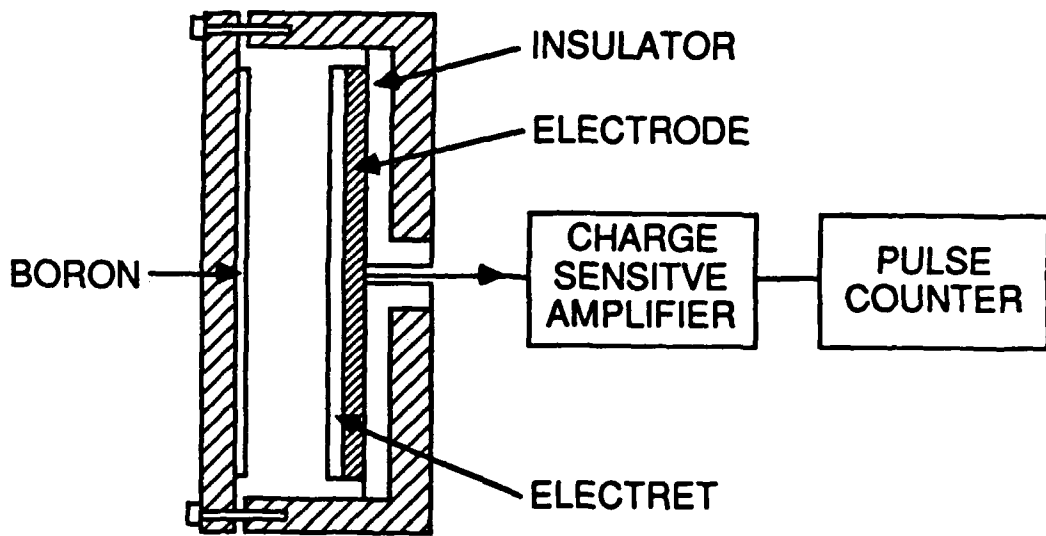 INSULATOR
ELECTRODE
BORON
CHARGE
SENSITVE
AMPLIFIER
PULSE
COUNTER
ELECTRET